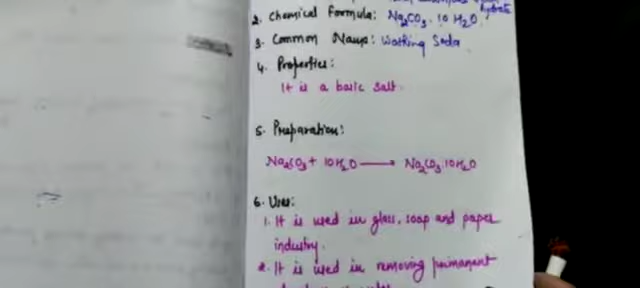 hydrate
2. Chemical Formula: Na2CO3. 10 H2O
3. Common Name: Washing Soda
4. Properties:
It is a basic salt.
5. Preparation:
Na2CO3 + 10H2O ⟶ Na2CO3.10H2O
6. Uses:
1. It is used in glass, soap and paper
industry.
2. It is used in removing permanant